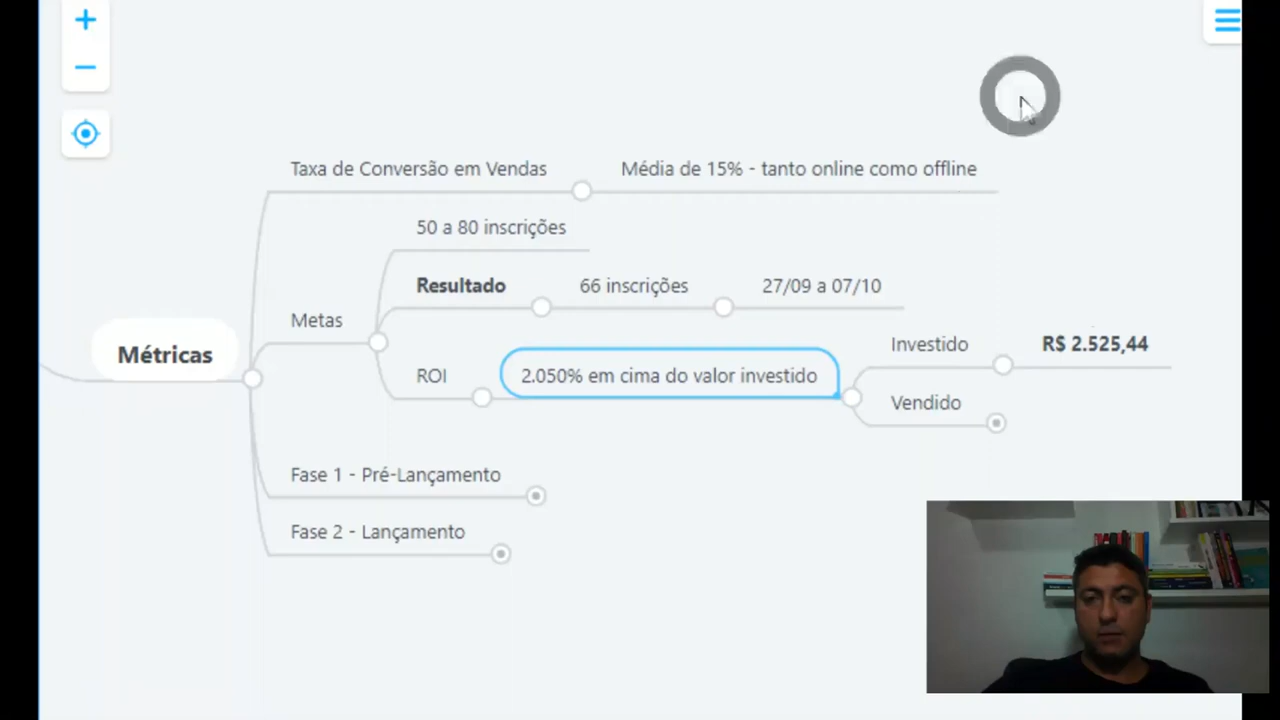 Taxa de Conversão em Vendas
Média de 15% - tanto online como offline
50 a 80 inscrições
Resultado
66 inscrições
27/09 a 07/10
Metas
Investido
R$ 2.525,44
Métricas
ROI
2.050% em cima do valor investido
Vendido
Fase 1 - Pré-Lançamento
Fase 2 - Lançamento